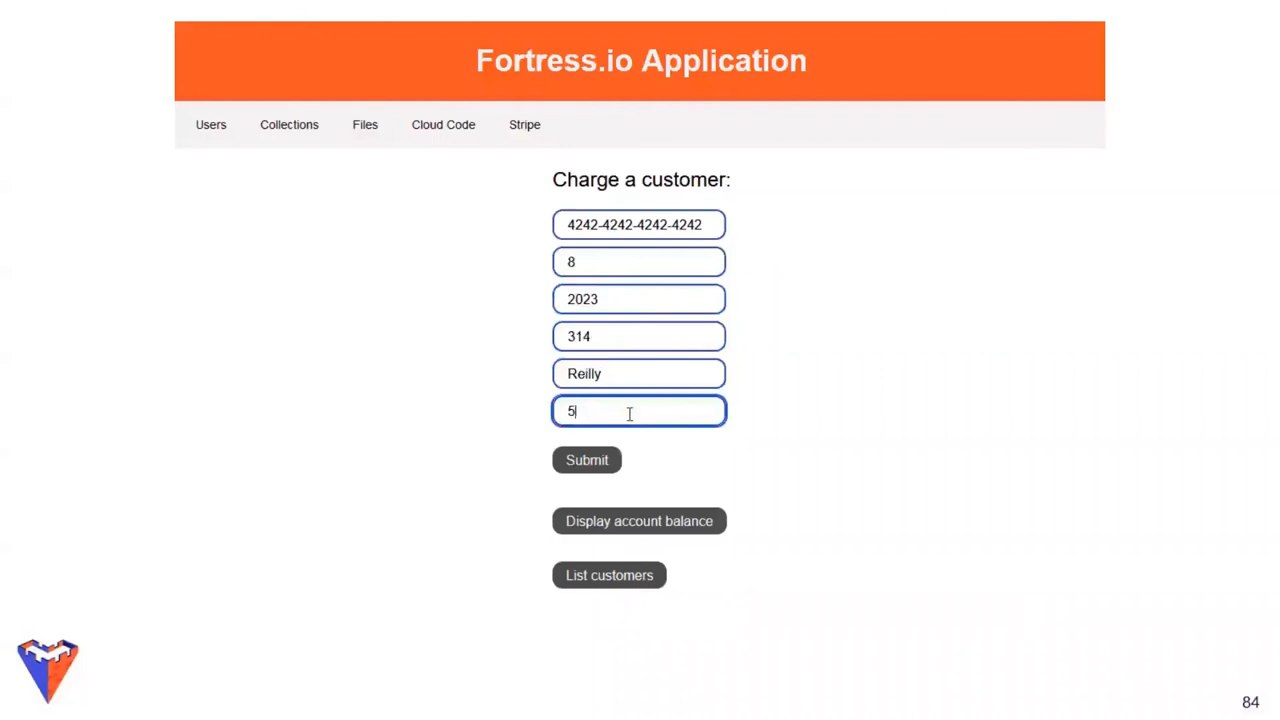 Fortress.io Application
Users Collections Files Cloud Code Stripe
Charge a customer:
4242-4242-4242-4242
8
2023
314
Reilly
5
Submit
Display account balance
List customers
84